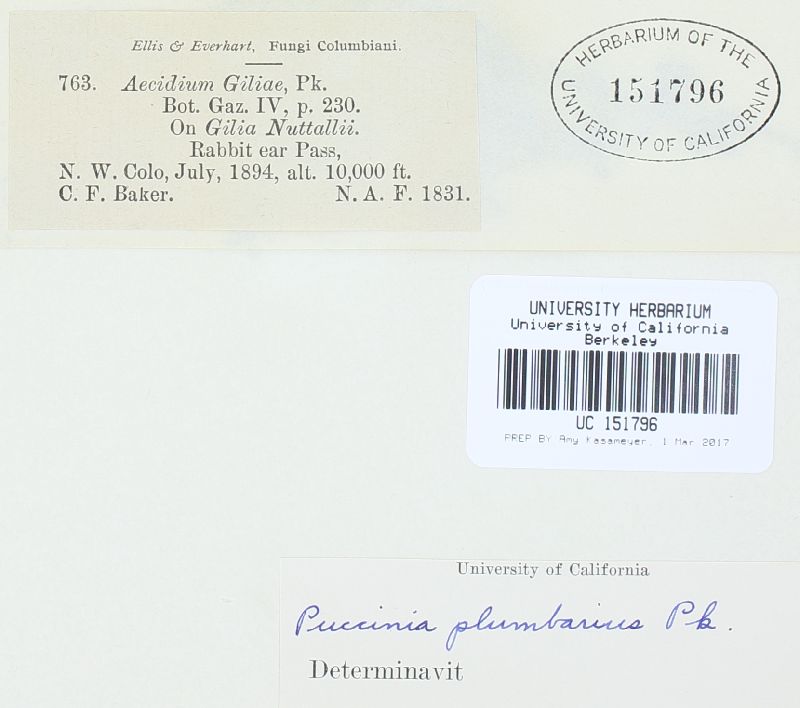 Ellis & Everhart, Fungi Columbiani.
763. Aecidium Giliae, Pk.
Bot. Gaz. IV, p. 230.
On Gilia Nuttallii.
Rabbit ear Pass,
N. W. Colo, July, 1894, alt. 10,000 ft.
C. F. Baker. N. A. F. 1831.
HERBARIUM OF THE
151796
UNIVERSITY OF CALIFORNIA
UNIVERSITY HERBARIUM
University of California
Berkeley
UC 151796
PREP BY Amy Kasameyer, 1 Mar 2017
University of California
Puccinia plumbarius Pk.
Determinavit